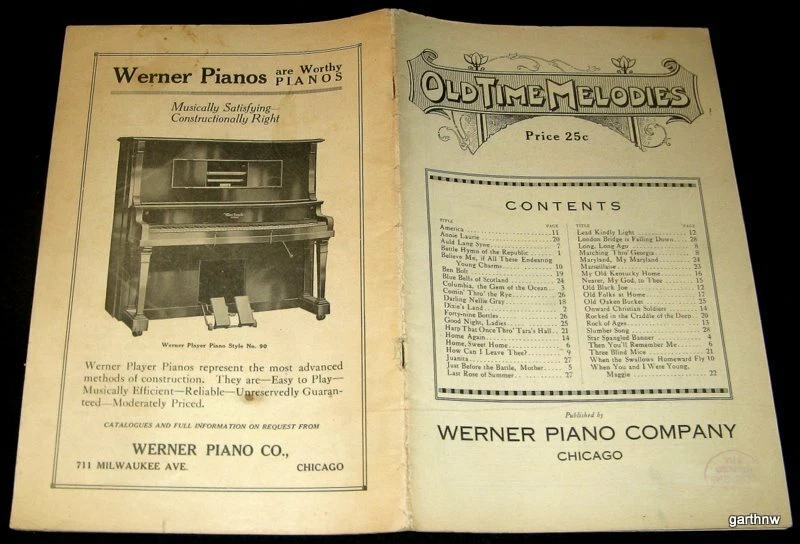 Werner Pianos are Worthy PIANOS
Musically Satisfying—
Constructionally Right
Werner Player Piano Style No. 90
Werner Player Pianos represent the most advanced
methods of construction. They are—Easy to Play—
Musically Efficient—Reliable—Unreservedly Guaran-
teed—Moderately Priced.
CATALOGUES AND FULL INFORMATION ON REQUEST FROM
WERNER PIANO CO.,
711 MILWAUKEE AVE. CHICAGO
OLD TIME MELODIES
Price 25c
CONTENTS
TITLE PAGE
America 11
Annie Laurie 20
Auld Lang Syne 7
Battle Hymn of the Republic 1
Believe Me, if All These Endearing
Young Charms 10
Ben Bolt 19
Blue Bells of Scotland 24
Columbia, the Gem of the Ocean 3
Comin' Thro' the Rye 26
Darling Nellie Gray 18
Dixie's Land 2
Forty-nine Bottles 26
Good Night, Ladies 25
Harp That Once Thro' Tara's Hall 21
Home Again 14
Home, Sweet Home 6
How Can I Leave Thee? 9
Juanita 27
Just Before the Battle, Mother 5
Last Rose of Summer 27
TITLE PAGE
Lead Kindly Light 12
London Bridge is Falling Down 28
Long, Long Ago 8
Marching Thro' Georgia 8
Maryland, My Maryland 24
Marseillaise 23
My Old Kentucky Home 16
Nearer, My God, to Thee 15
Old Black Joe 12
Old Folks at Home 17
Old Oaken Bucket 25
Onward Christian Soldiers 14
Rocked in the Craddle of the Deep 20
Rock of Ages 13
Slumber Song 28
Star Spangled Banner 4
Then You'll Remember Me 6
Three Blind Mice 21
When the Swallows Homeward Fly 10
When You and I Were Young,
Maggie 22
Published by
WERNER PIANO COMPANY
CHICAGO
garthnw